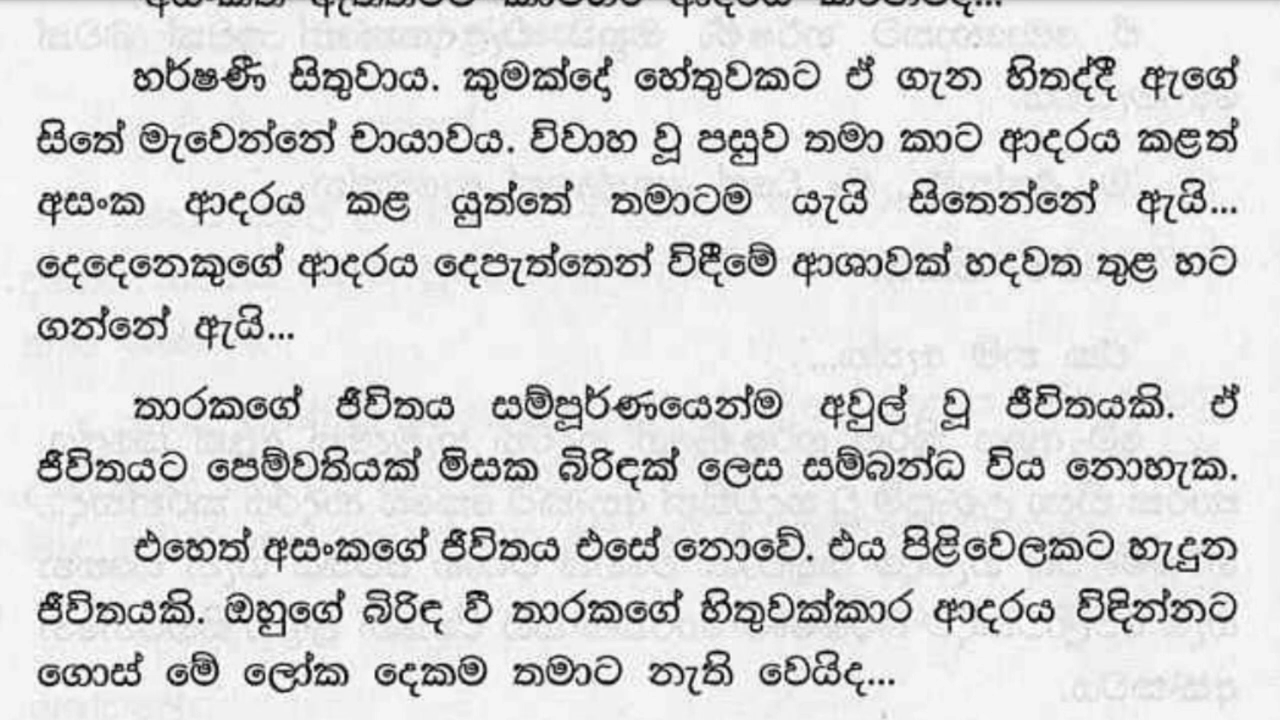 හර්ෂණී සිතුවාය. කුමක්දෝ හේතුවකට ඒ ගැන හිතද්දී ඇගේ
සිතේ මැවෙන්නේ චායාවය. විවාහ වූ පසුව තමා කාට ආදරය කළත්
අසංක ආදරය කළ යුත්තේ තමාටම යැයි සිතෙන්නේ ඇයි...
දෙදෙනෙකුගේ ආදරය දෙපැත්තෙන් විඳීමේ ආශාවක් හදවත තුළ හට
ගන්නේ ඇයි...
තාරකගේ ජීවිතය සම්පූර්ණයෙන්ම අවුල් වූ ජීවිතයකි. ඒ
ජීවිතයට පෙම්වතියක් මිසක බිරිඳක් ලෙස සම්බන්ධ විය නොහැක.
එහෙත් අසංකගේ ජීවිතය එසේ නොවේ. එය පිළිවෙලකට හැදුන
ජීවිතයකි. ඔහුගේ බිරිඳ වී තාරකගේ හිතුවක්කාර ආදරය විඳින්නට
ගොස් මේ ලෝක දෙකම තමාට නැති වෙයිද...